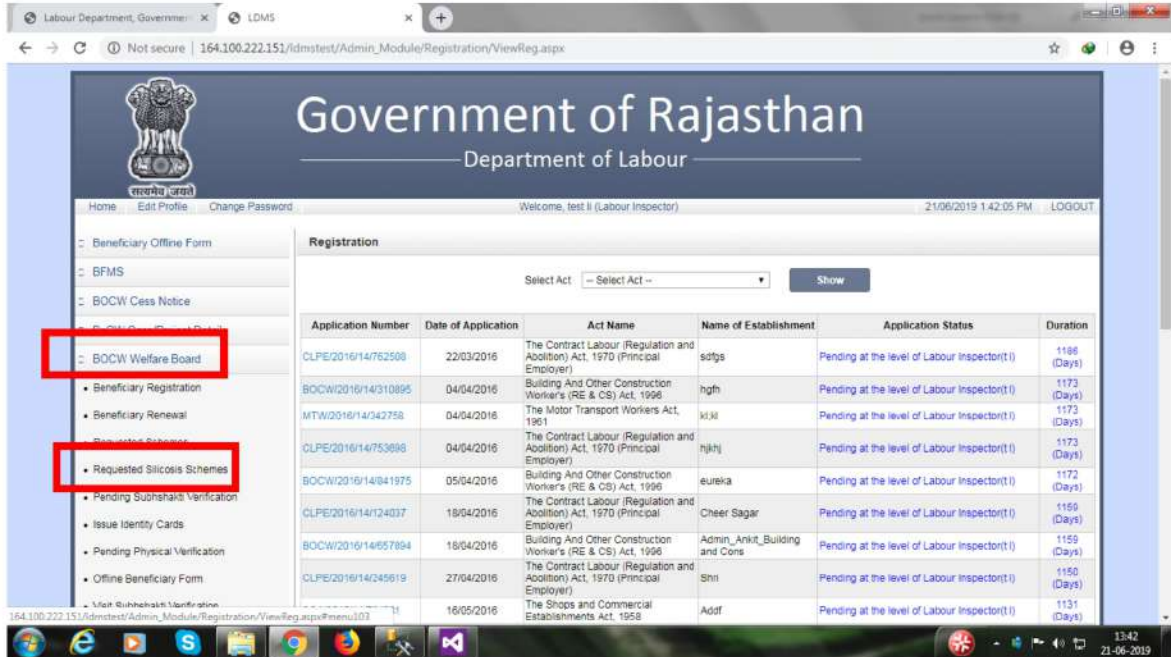 Labour Department, Governmen
LDMS
Not secure | 164.100.222.151/ldmstest/Admin_Module/Registration/ViewReg.aspx
Government of Rajasthan
Department of Labour
सत्यमेव जयते
Home Edit Profile Change Password Welcome, test li (Labour Inspector) 21/06/2019 1:42:05 PM LOGOUT
Beneficiary Offline Form
BFMS
BOCW Cess Notice
BOCW Welfare Board
• Beneficiary Registration
• Beneficiary Renewal
• Requested Schemes
• Requested Silicosis Schemes
• Pending Subhshakti Verification
• Issue Identity Cards
• Pending Physical Verification
• Offline Beneficiary Form
• Visit Subhshakti Verification
Registration
Select Act -- Select Act -- Show
Application Number Date of Application Act Name Name of Establishment Application Status Duration
CLPE/2016/14/762508 22/03/2016 The Contract Labour (Regulation and Abolition) Act, 1970 (Principal Employer) sdfgs Pending at the level of Labour Inspector(t l) 1186 (Days)
BOCW/2016/14/310895 04/04/2016 Building And Other Construction Worker's (RE & CS) Act, 1996 hgfh Pending at the level of Labour Inspector(t l) 1173 (Days)
MTW/2016/14/342758 04/04/2016 The Motor Transport Workers Act, 1961 kl;kl Pending at the level of Labour Inspector(t l) 1173 (Days)
CLPE/2016/14/753698 04/04/2016 The Contract Labour (Regulation and Abolition) Act, 1970 (Principal Employer) hjkhj Pending at the level of Labour Inspector(t l) 1173 (Days)
BOCW/2016/14/841975 05/04/2016 Building And Other Construction Worker's (RE & CS) Act, 1996 eureka Pending at the level of Labour Inspector(t l) 1172 (Days)
CLPE/2016/14/124037 18/04/2016 The Contract Labour (Regulation and Abolition) Act, 1970 (Principal Employer) Cheer Sagar Pending at the level of Labour Inspector(t l) 1159 (Days)
BOCW/2016/14/657894 18/04/2016 Building And Other Construction Worker's (RE & CS) Act, 1996 Admin_Ankit_Building and Cons Pending at the level of Labour Inspector(t l) 1159 (Days)
CLPE/2016/14/245619 27/04/2016 The Contract Labour (Regulation and Abolition) Act, 1970 (Principal Employer) Shri Pending at the level of Labour Inspector(t l) 1150 (Days)
16/05/2016 The Shops and Commercial Establishments Act, 1958 Addf Pending at the level of Labour Inspector(t l) 1131 (Days)
164.100.222.151/ldmstest/Admin_Module/Registration/ViewReg.aspx#menu103
13:42
21-06-2019